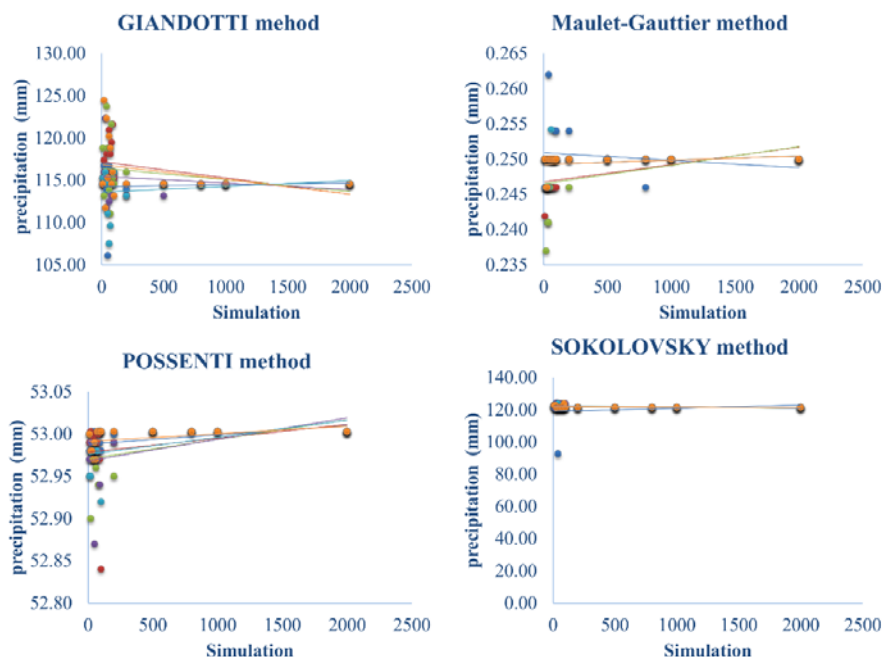 GIANDOTTI mehod
130.00
125.00
120.00
115.00
110.00
105.00
precipitation (mm)
0 500 1000 1500 2000 2500
Simulation
Maulet-Gauttier method
0.265
0.260
0.255
0.250
0.245
0.240
0.235
precipitation (mm)
0 500 1000 1500 2000 2500
Simulation
POSSENTI method
53.05
53.00
52.95
52.90
52.85
52.80
precipitation (mm)
0 500 1000 1500 2000 2500
Simulation
SOKOLOVSKY method
140.00
120.00
100.00
80.00
60.00
40.00
20.00
0.00
precipitation (mm)
0 500 1000 1500 2000 2500
Simulation